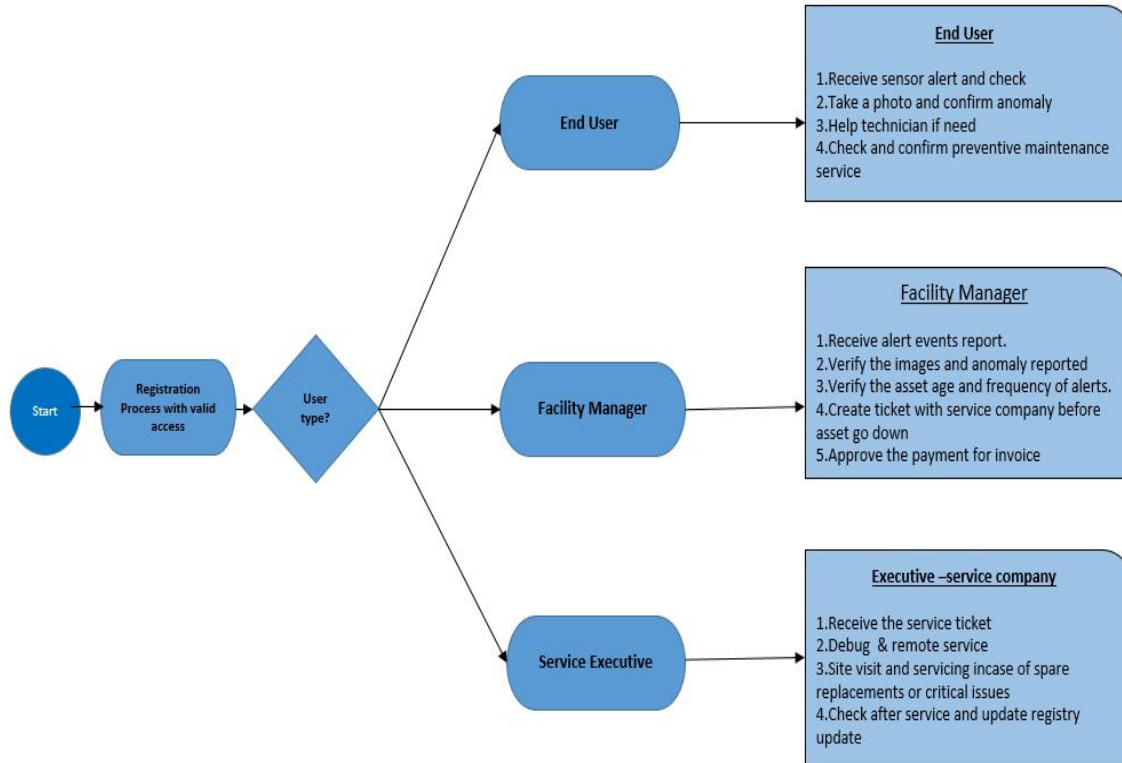 Start
Registration
Process with valid
access
User
type?
End User
End User
1.Receive sensor alert and check
2.Take a photo and confirm anomaly
3.Help technician if need
4.Check and confirm preventive maintenance
service
Facility Manager
Facility Manager
1.Receive alert events report.
2.Verify the images and anomaly reported
3.Verify the asset age and frequency of alerts.
4.Create ticket with service company before
asset go down
5.Approve the payment for invoice
Service Executive
Executive –service company
1.Receive the service ticket
2.Debug & remote service
3.Site visit and servicing incase of spare
replacements or critical issues
4.Check after service and update registry
update